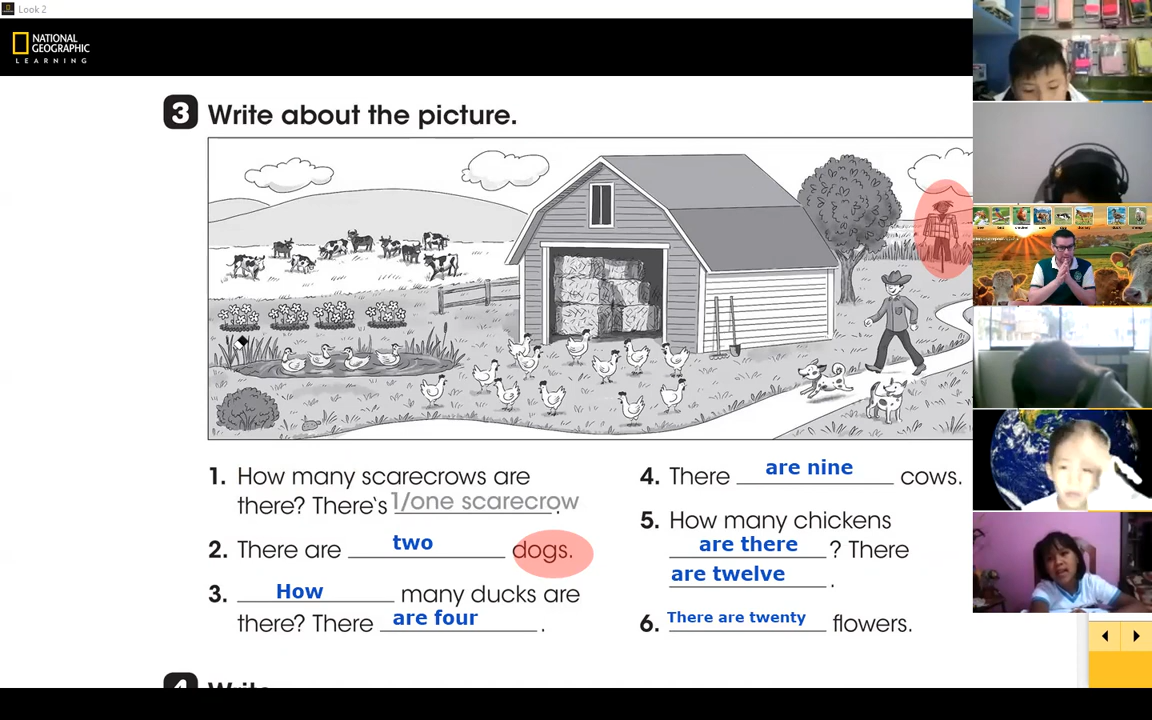 Look 2
NATIONAL
GEOGRAPHIC
LEARNING
3 Write about the picture.
1. How many scarecrows are
there? There's 1/one scarecrow.
2. There are two dogs.
3. How many ducks are
there? There are four.
4. There are nine cows.
5. How many chickens
are there? There
are twelve.
6. There are twenty flowers.
4 Write